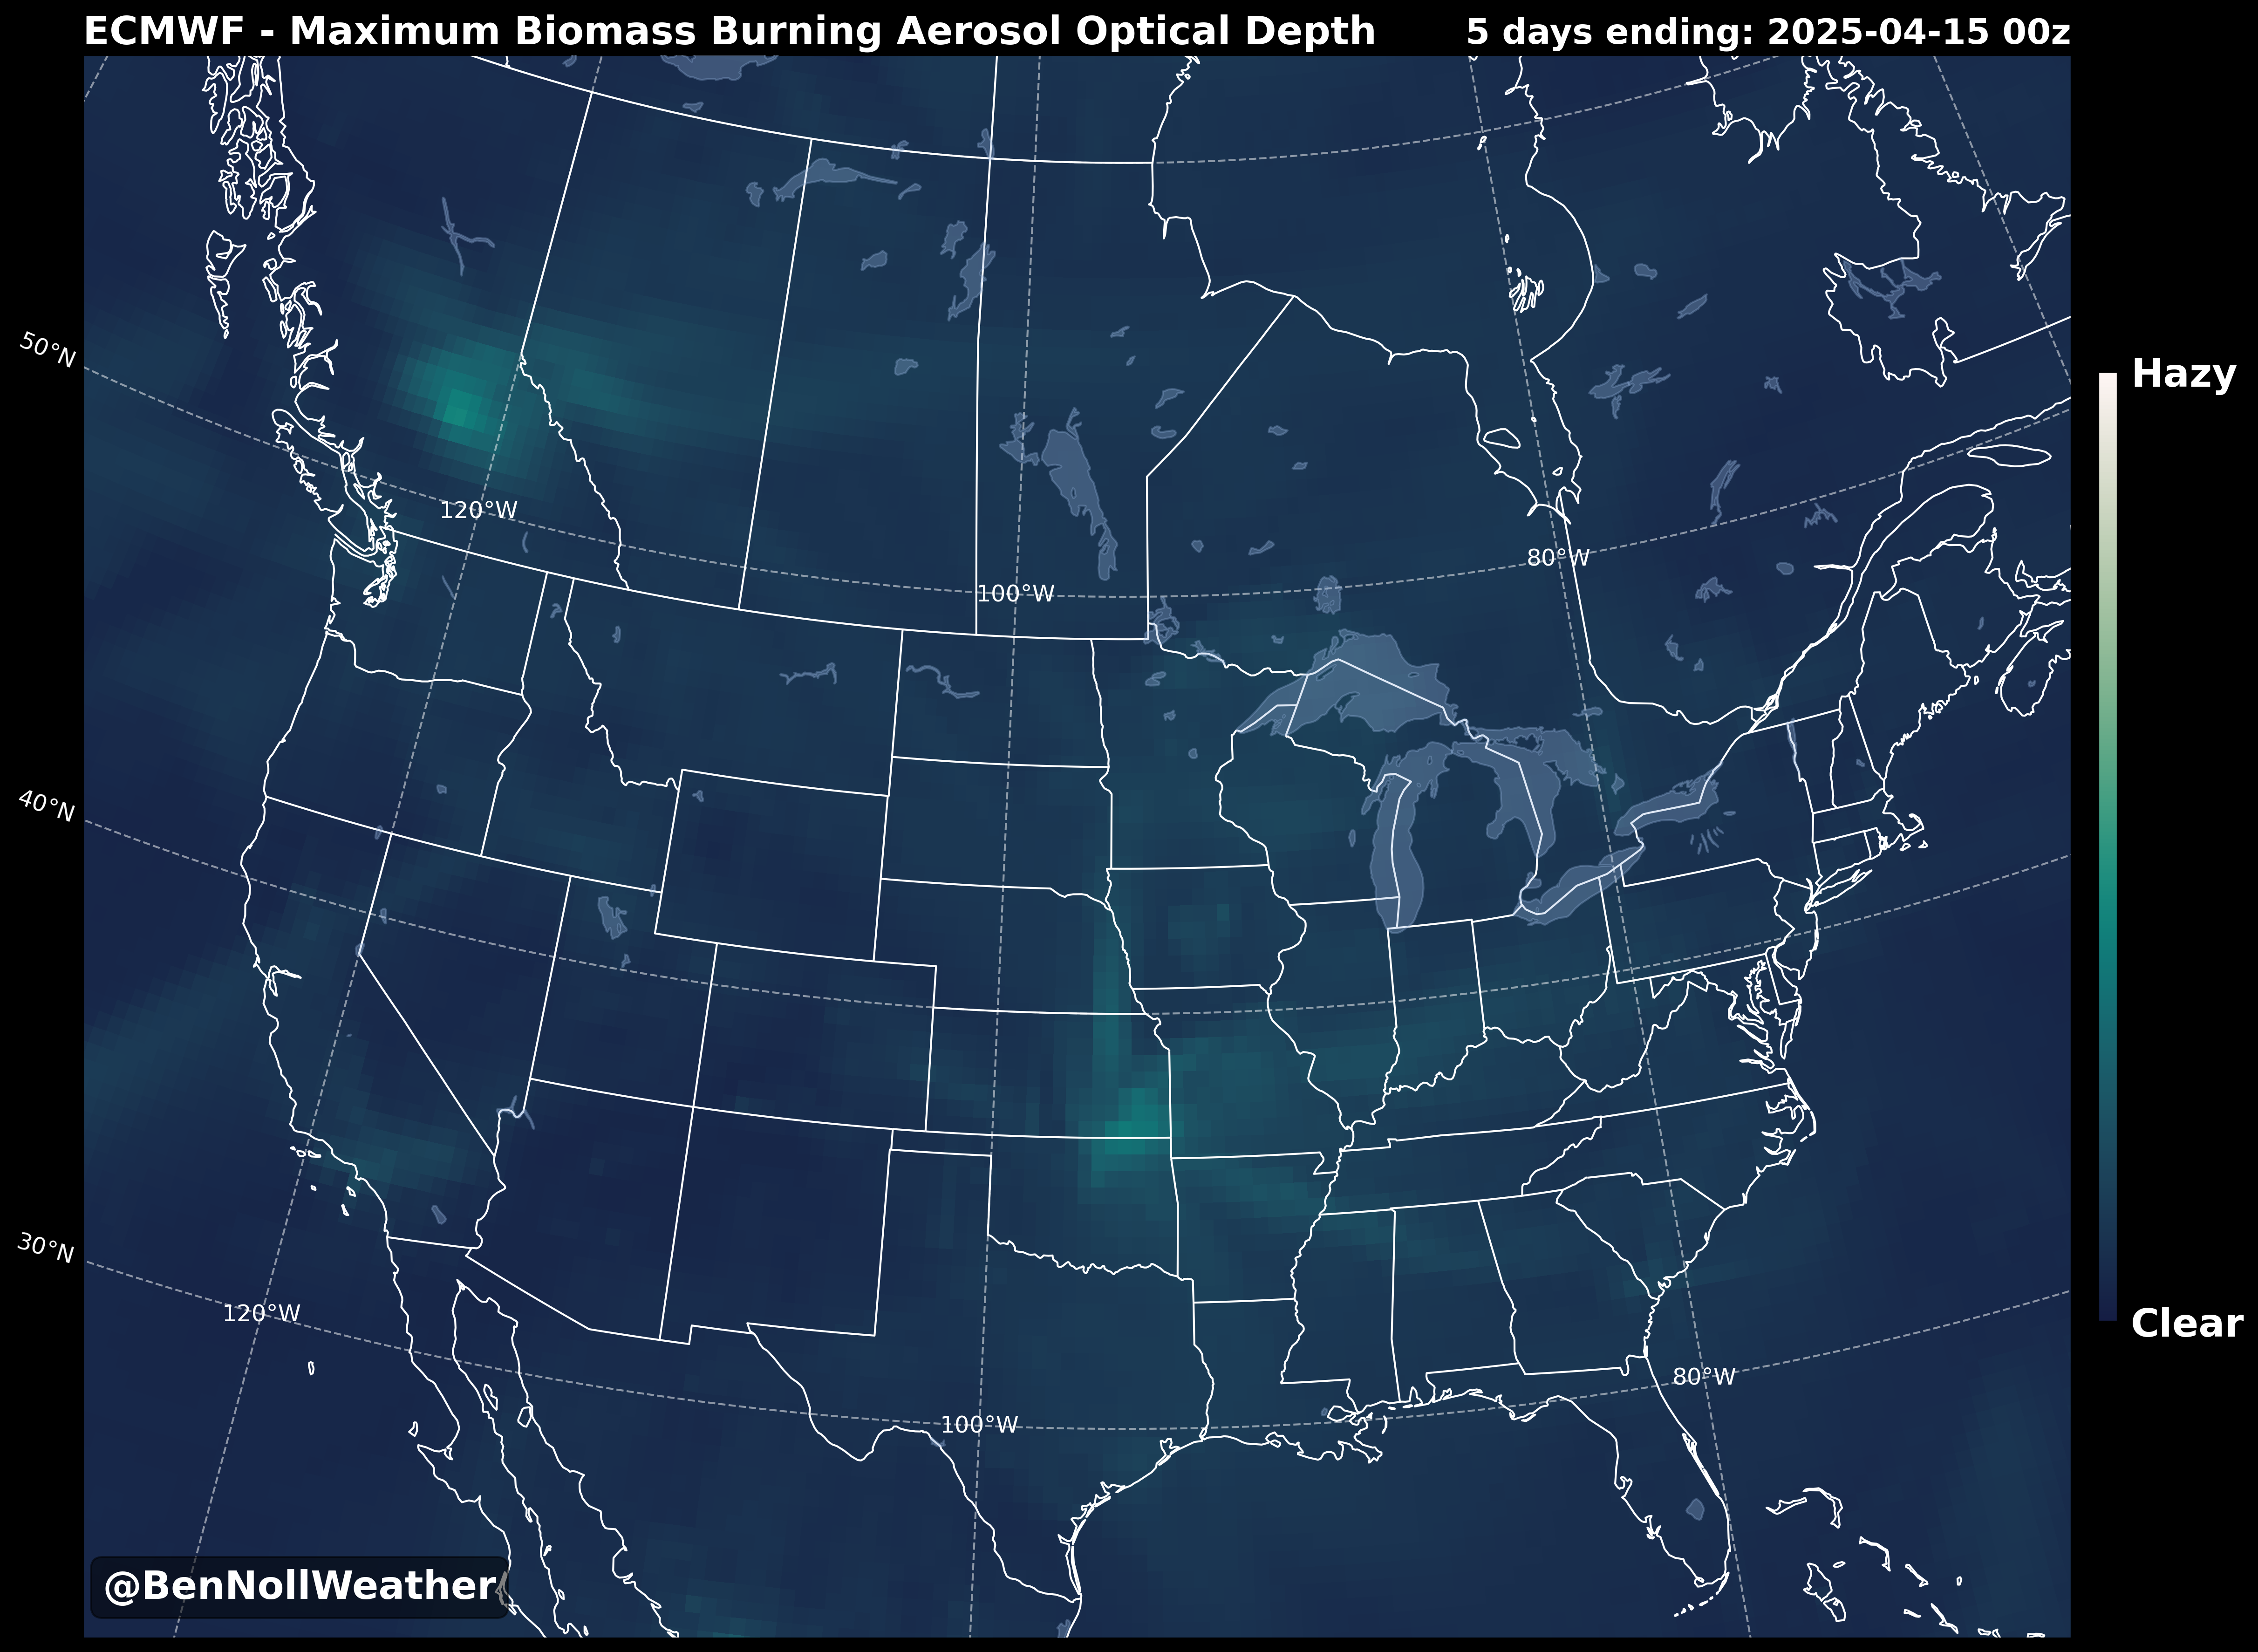 ECMWF - Maximum Biomass Burning Aerosol Optical Depth
5 days ending: 2025-04-15 00z
50°N
Hazy
120°W
80°W
100°W
40°N
30°N
120°W
Clear
80°W
100°W
@BenNollWeather